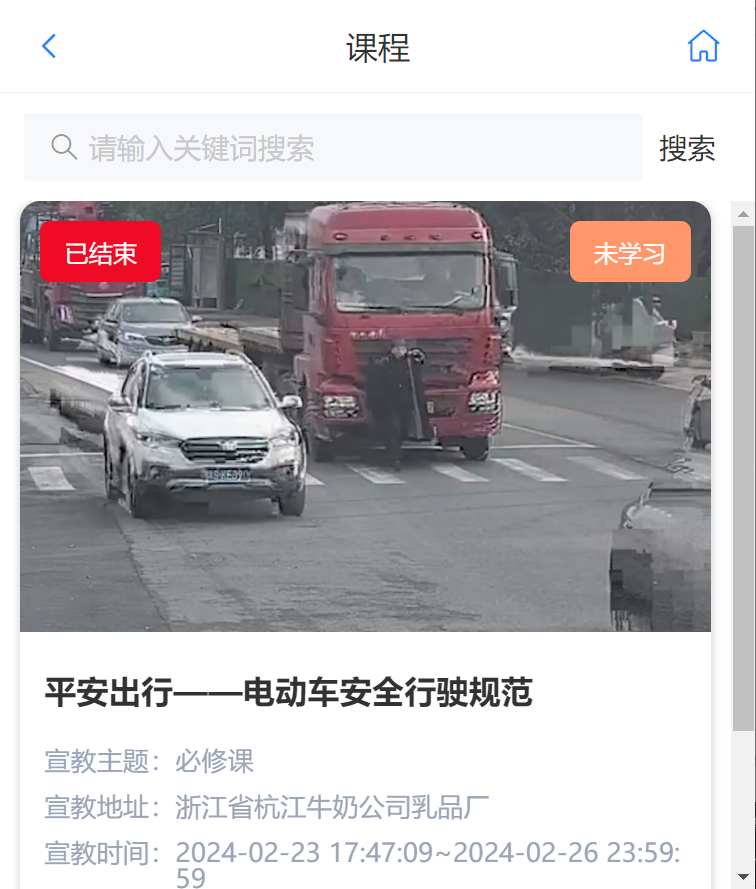 课程
请输入关键词搜索
搜索
已结束
未学习
平安出行——电动车安全行驶规范
宣教主题：必修课
宣教地址：浙江省杭江牛奶公司乳品厂
宣教时间：2024-02-23 17:47:09~2024-02-26 23:59:
59